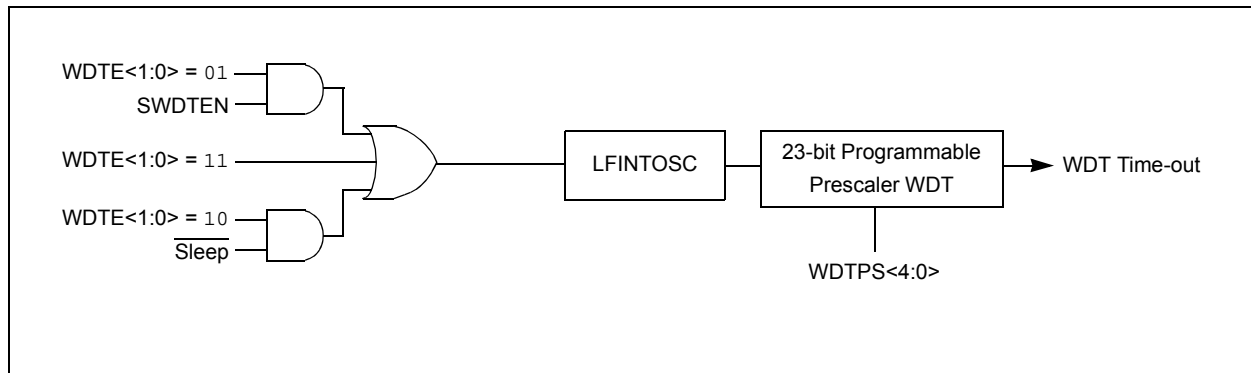 WDTE<1:0> = 01
SWDTEN
WDTE<1:0> = 11
WDTE<1:0> = 10
Sleep
LFINTOSC
23-bit Programmable
Prescaler WDT
WDT Time-out
WDTPS<4:0>